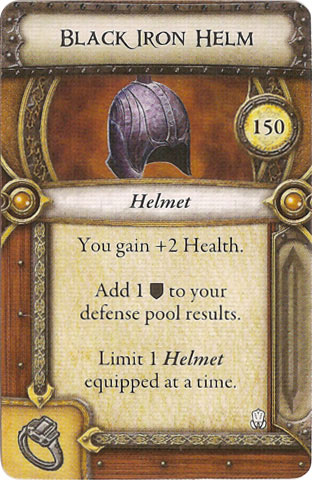 Black Iron Helm
150
Helmet
You gain +2 Health.
Add 1 to your
defense pool results.
Limit 1 Helmet
equipped at a time.